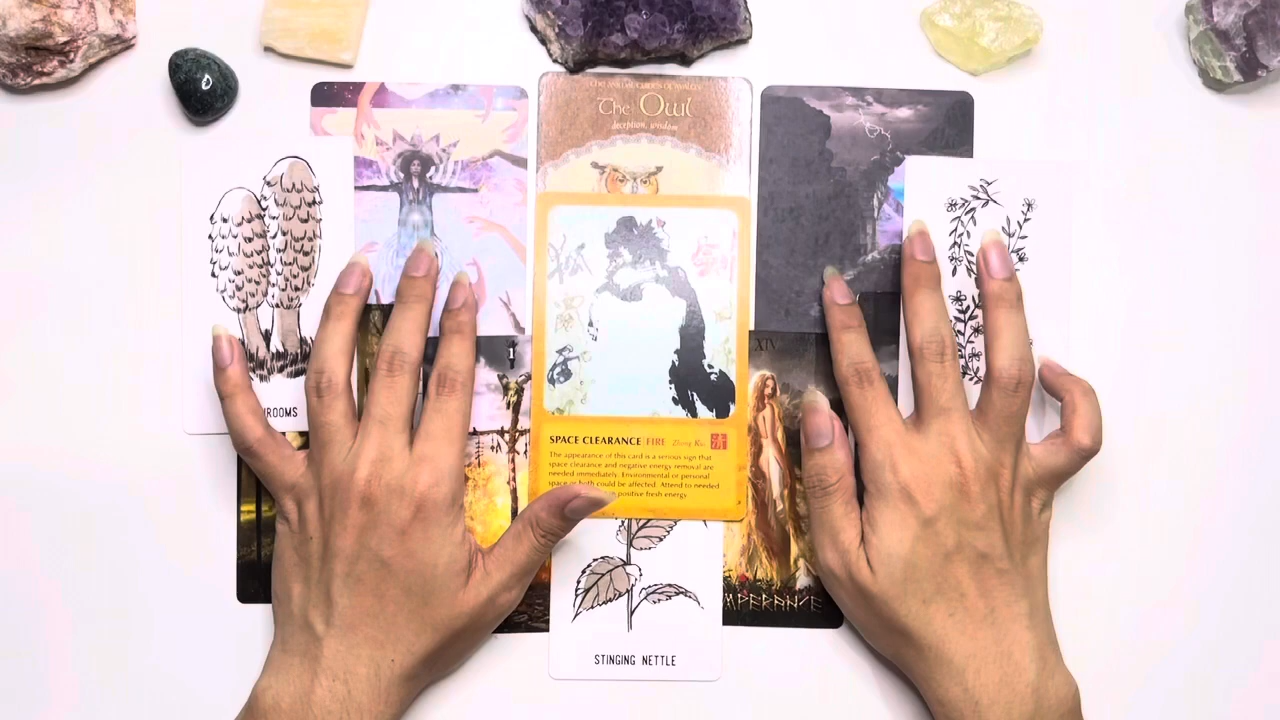 The Owl
deception, wisdom
XIV
ROOMS
SPACE CLEARANCE FIRE Zhong Kui
The appearance of this card is a serious sign that
space clearance and negative energy removal are
needed immediately. Environmental or personal
space or both could be affected. Attend to needed
positive fresh energy
STINGING NETTLE